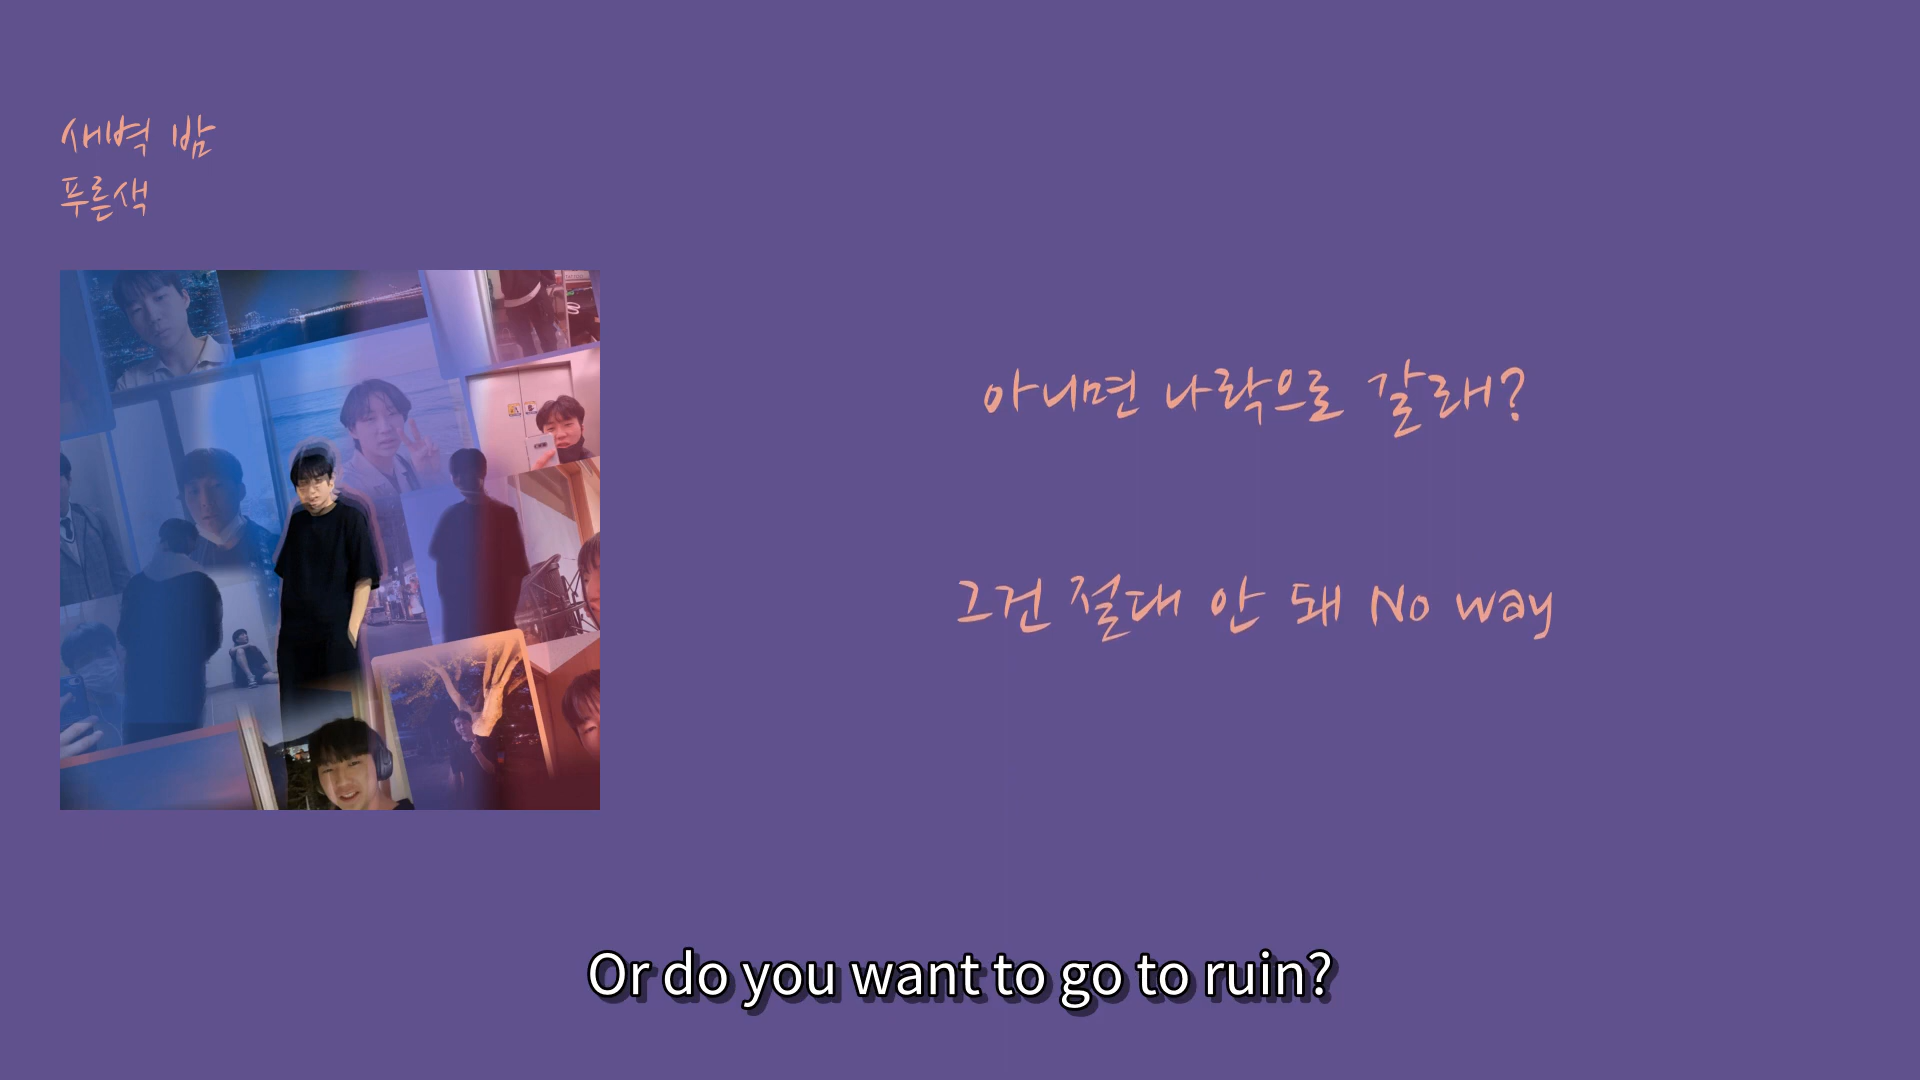 새벽 밤
푸른색
아니면 나락으로 갈래?
그건 절대 안 돼 No way
Or do you want to go to ruin?